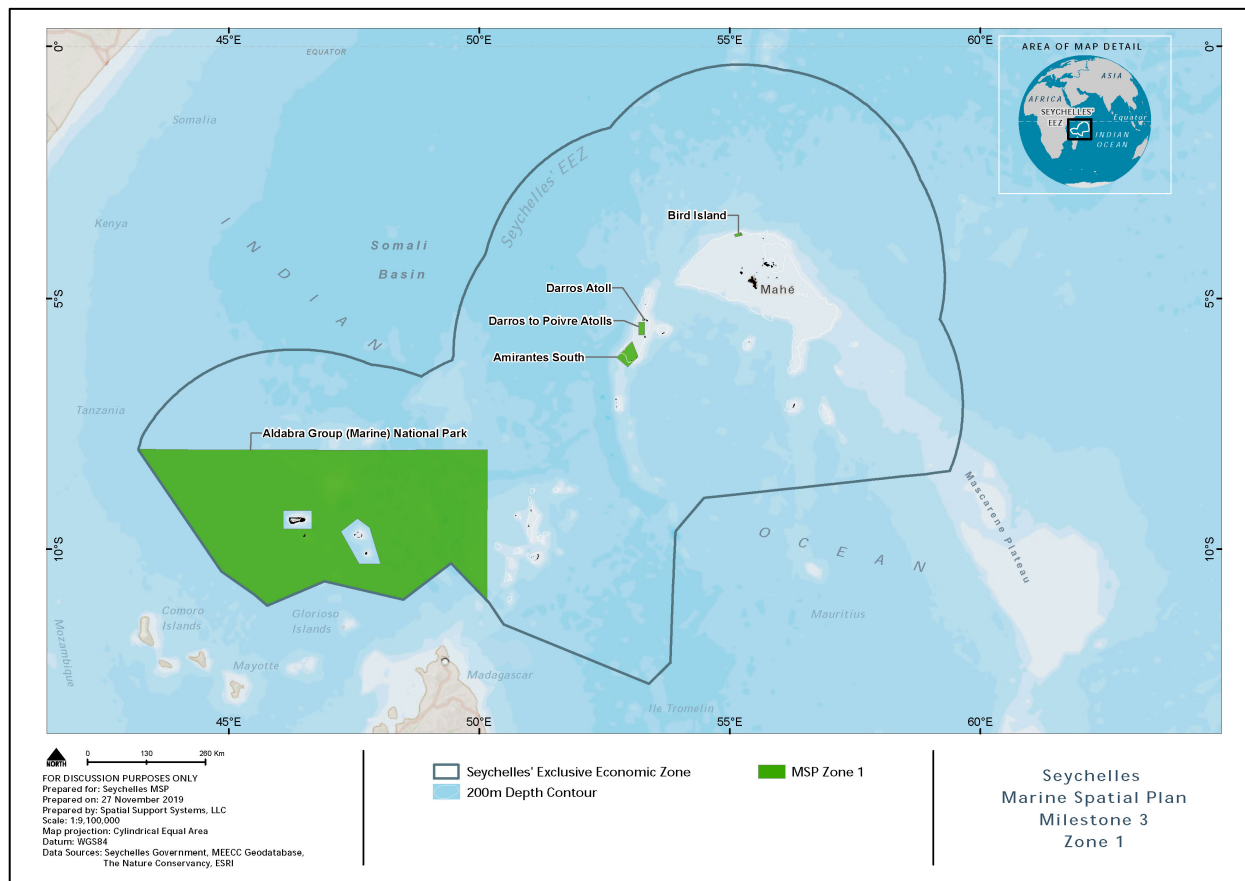 45°E
50°E
55°E
60°E
0°
0°
EQUATOR
AREA OF MAP DETAIL
ASIA
AFRICA
SEYCHELLES'
EEZ
Equator
INDIAN
OCEAN
Somalia
Seychelles' EEZ
Kenya
INDIAN
Somali
Basin
Bird Island
Mahé
5°S
5°S
Darros Atoll
Darros to Poivre Atolls
Amirantes South
Tanzania
Aldabra Group (Marine) National Park
Mascarene Plateau
10°S
10°S
OCEAN
Comoro
Islands
Glorioso
Islands
Mauritius
Mozambique
Mayotte
Madagascar
Ile Tromelin
45°E
50°E
55°E
60°E
NORTH
0 130 260 Km
FOR DISCUSSION PURPOSES ONLY
Prepared for: Seychelles MSP
Prepared on: 27 November 2019
Prepared by: Spatial Support Systems, LLC
Scale: 1:9,100,000
Map projection: Cylindrical Equal Area
Datum: WGS84
Data Sources: Seychelles Government, MEECC Geodatabase,
The Nature Conservancy, ESRI
Seychelles' Exclusive Economic Zone
200m Depth Contour
MSP Zone 1
Seychelles
Marine Spatial Plan
Milestone 3
Zone 1